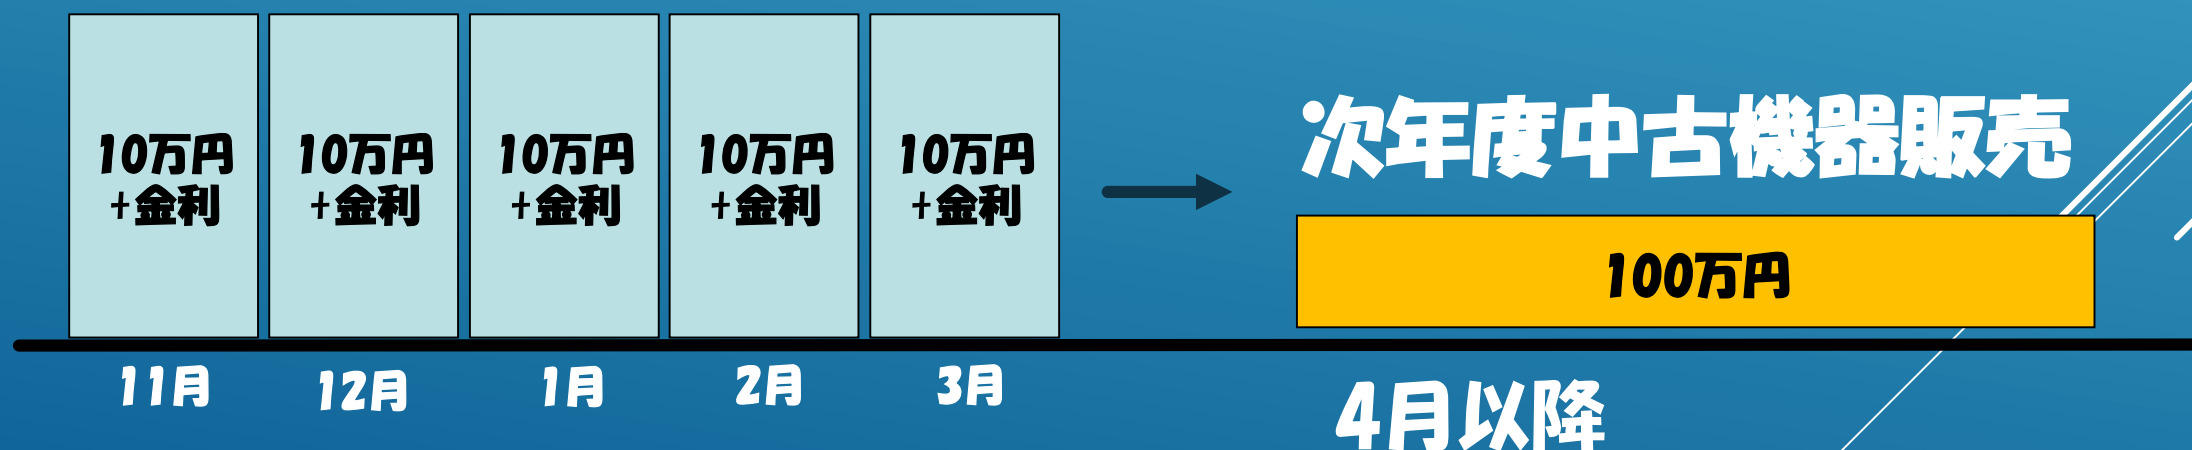 10万円
+金利
10万円
+金利
10万円
+金利
10万円
+金利
10万円
+金利
次年度中古機器販売
100万円
11月
12月
1月
2月
3月
4月以降